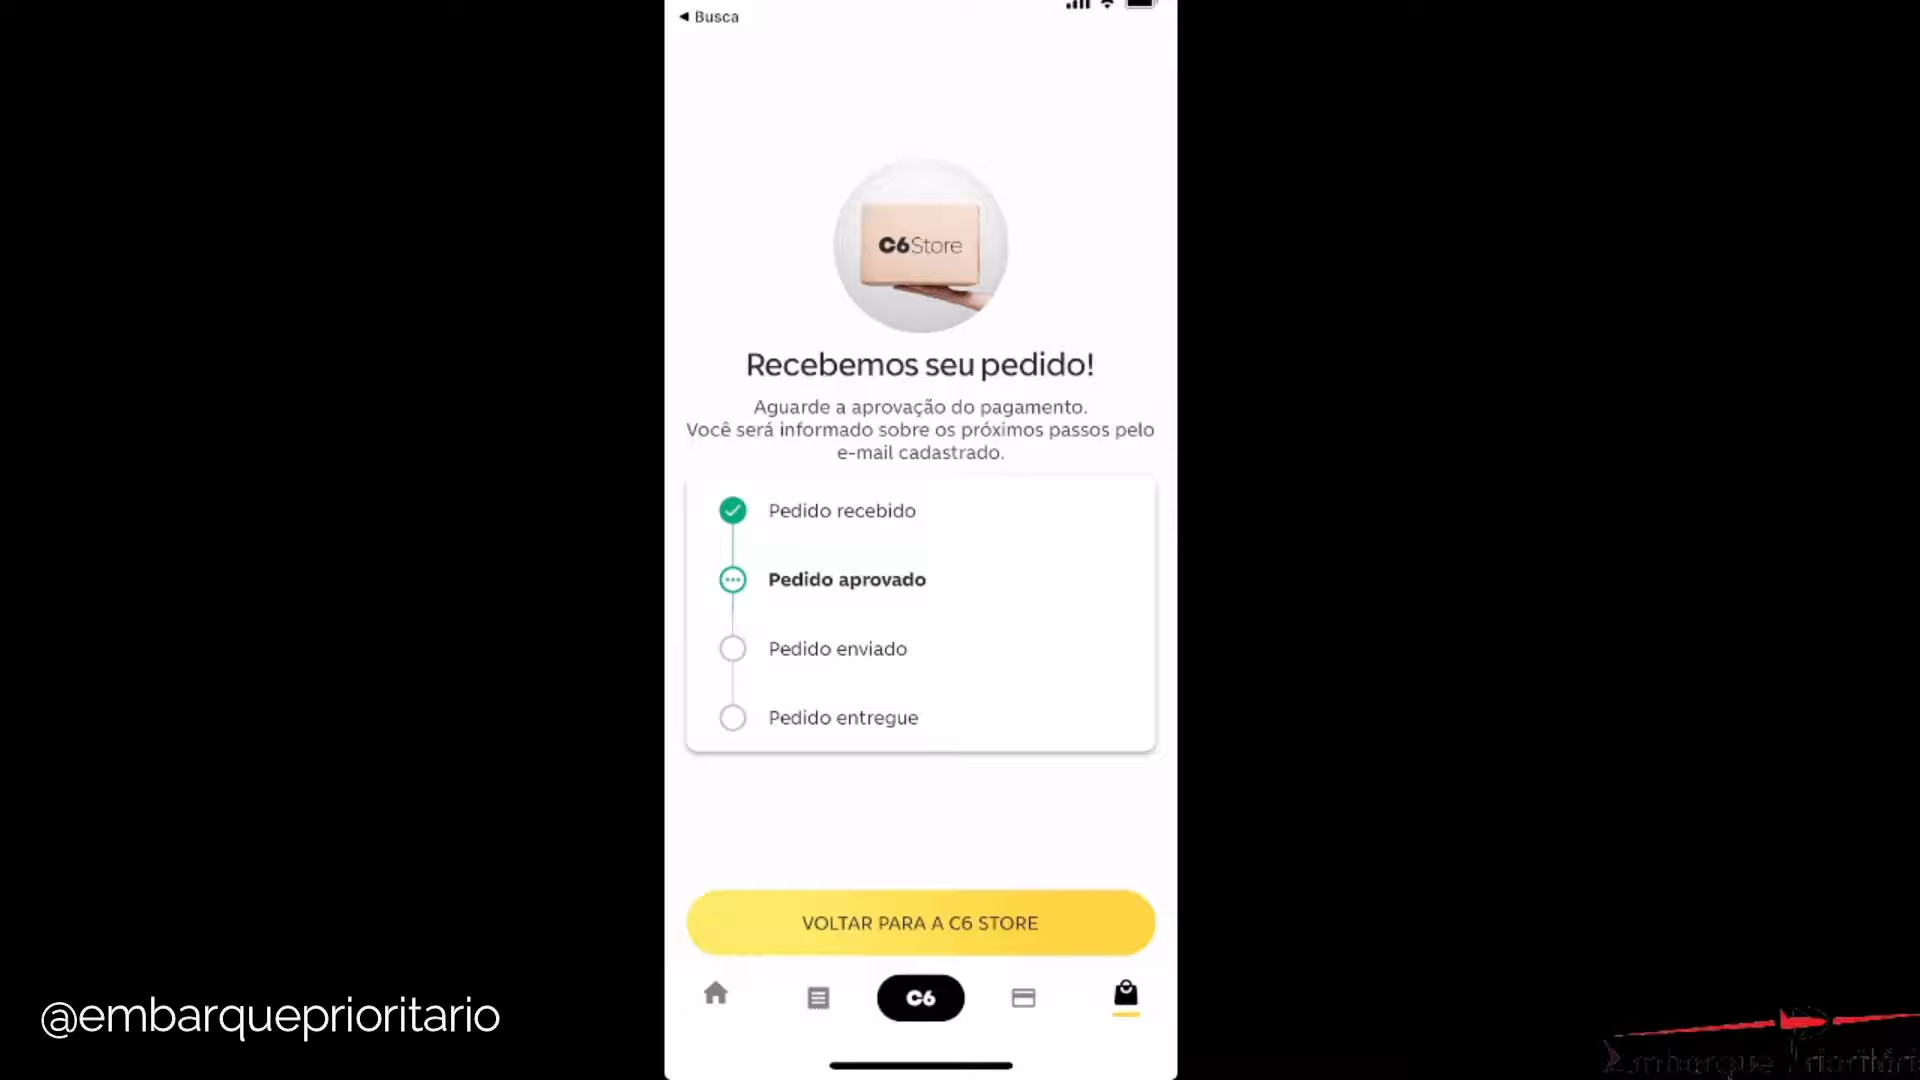 ◀ Busca
C6Store
Recebemos seu pedido!
Aguarde a aprovação do pagamento.
Você será informado sobre os próximos passos pelo
e-mail cadastrado.
Pedido recebido
Pedido aprovado
Pedido enviado
Pedido entregue
VOLTAR PARA A C6 STORE
C6
@embarqueprioritario